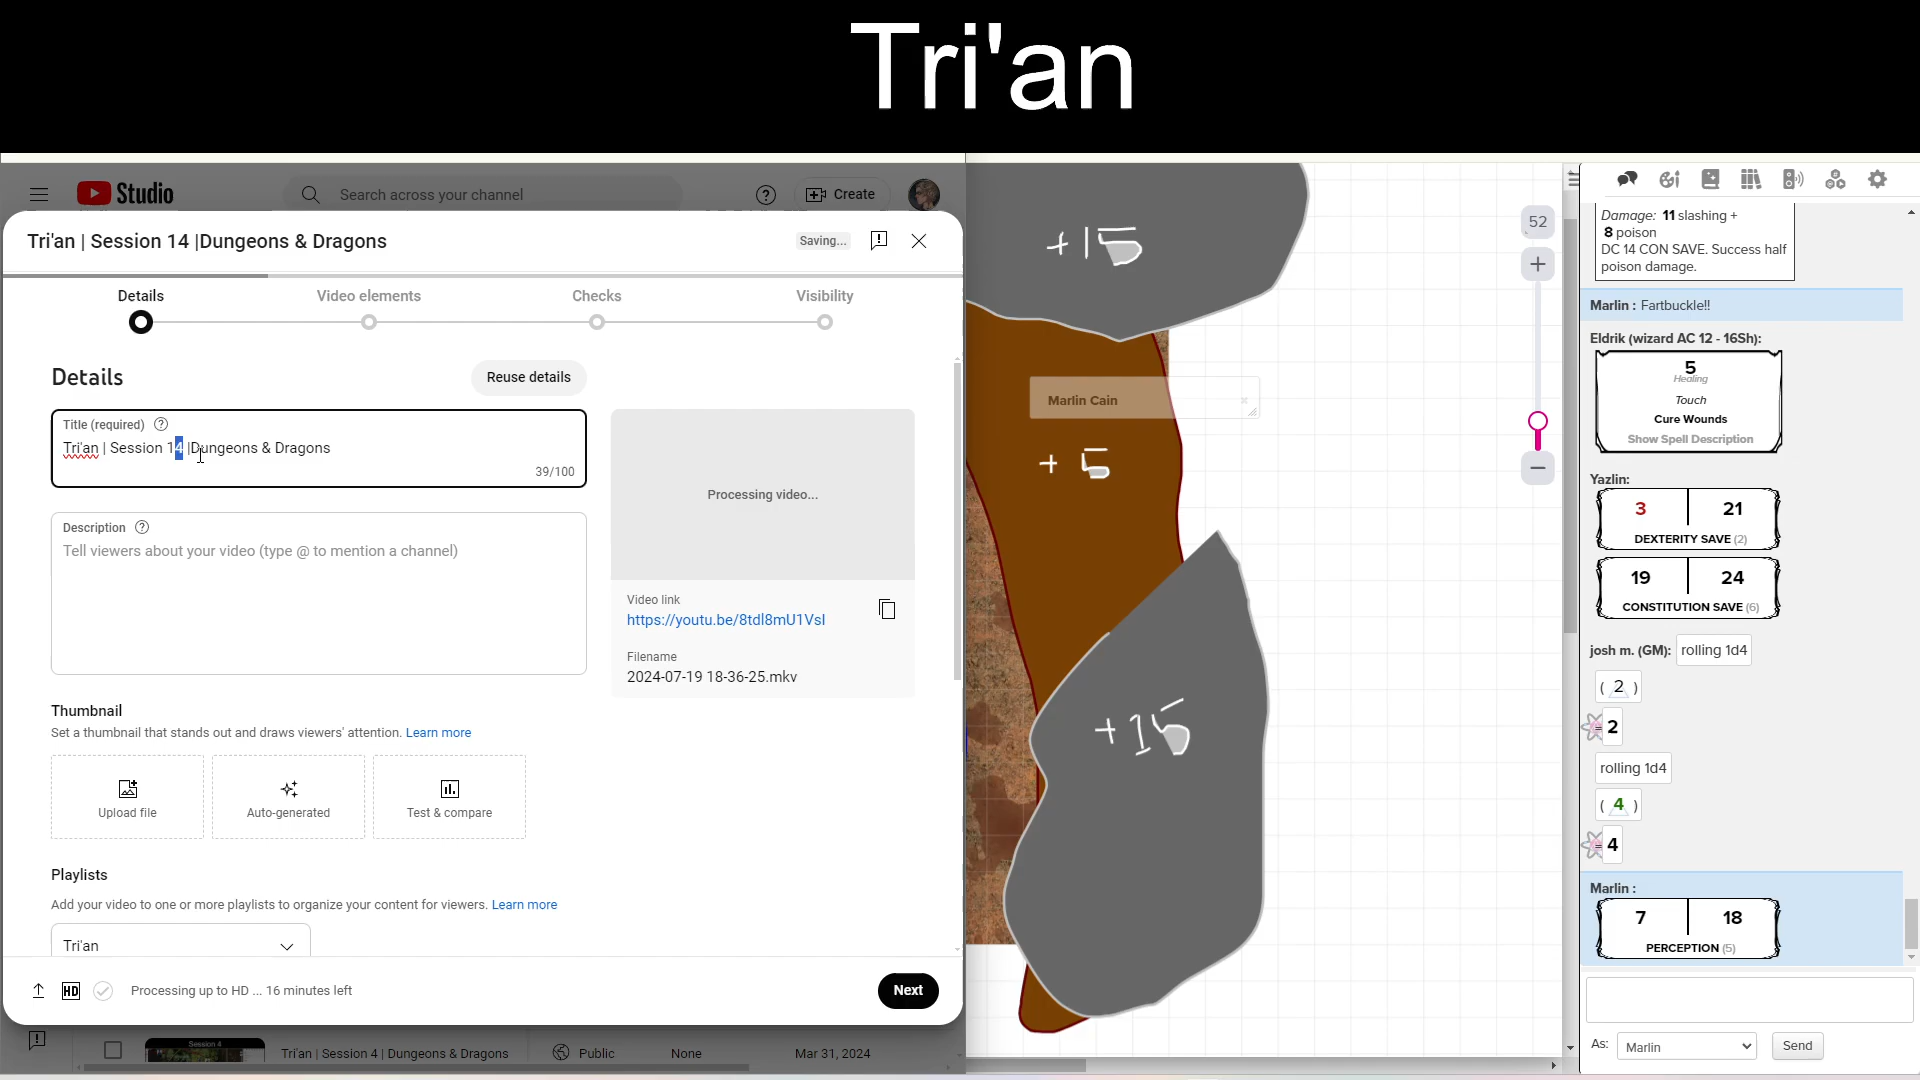 Tri'an
Studio
Search across your channel
Create
Tri'an | Session 14 |Dungeons & Dragons
Saving...
Details
Video elements
Checks
Visibility
Details
Reuse details
Title (required)
Tri'an | Session 14 |Dungeons & Dragons
39/100
Description
Tell viewers about your video (type @ to mention a channel)
Processing video...
Video link
https://youtu.be/8tdl8mU1VsI
Filename
2024-07-19 18-36-25.mkv
Thumbnail
Set a thumbnail that stands out and draws viewers' attention. Learn more
Upload file
Auto-generated
Test & compare
Playlists
Add your video to one or more playlists to organize your content for viewers. Learn more
Tri'an
HD
Processing up to HD ... 16 minutes left
Next
Session 4
Tri'an | Session 4 | Dungeons & Dragons
Public
None
Mar 31, 2024
+15
Marlin Cain
+ 5
+15
52
Damage: 11 slashing +
8 poison
DC 14 CON SAVE. Success half
poison damage.
Marlin : Fartbuckle!!
Eldrik (wizard AC 12 - 16Sh):
5
Healing
Touch
Cure Wounds
Show Spell Description
Yazlin:
3 21
DEXTERITY SAVE (2)
19 24
CONSTITUTION SAVE (6)
josh m. (GM): rolling 1d4
( 2 )
= 2
rolling 1d4
( 4 )
= 4
Marlin :
7 18
PERCEPTION (5)
As: Marlin
Send